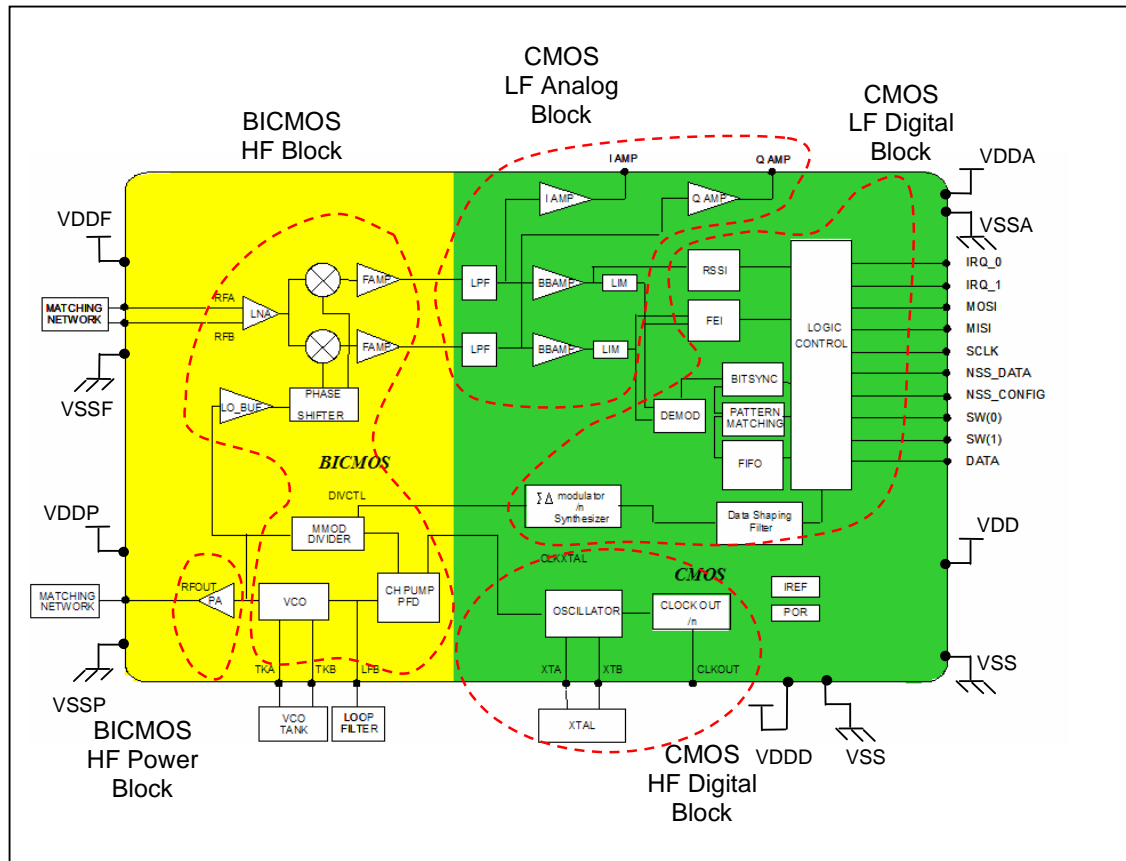 CMOS
LF Analog
Block
CMOS
LF Digital
Block
BICMOS
HF Block
I AMP
Q AMP
VDDA
VDDF
I AMP
Q AMP
VSSA
IRQ_0
IRQ_1
MOSI
MISI
SCLK
NSS_DATA
NSS_CONFIG
SW(0)
SW(1)
DATA
MATCHING
NETWORK
RFA
RFB
LNA
FAMP
FAMP
LPF
LPF
BBAMP
BBAMP
LIM
LIM
RSSI
FEI
LOGIC
CONTROL
VSSF
LO_BUF
PHASE
SHIFTER
BITSYNC
DEMOD
PATTERN
MATCHING
FIFO
BICMOS
DIVCTL
ΣΔ modulator
/n
Synthesizer
Data Shaping
Filter
VDDP
MMOD
DIVIDER
VDD
CLKXTAL
CMOS
MATCHING
NETWORK
RFOUT
PA
VCO
CH PUMP
PFD
OSCILLATOR
CLOCK OUT
/n
IREF
POR
VSSP
TKA
TKB
LFB
XTA
XTB
CLKOUT
VSS
VCO
TANK
LOOP
FILTER
XTAL
VDDD
VSS
BICMOS
HF Power
Block
CMOS
HF Digital
Block